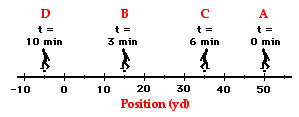 D B C A
t = t = t = t =
10 min 3 min 6 min 0 min
-10 0 10 20 30 40 50
Position (yd)